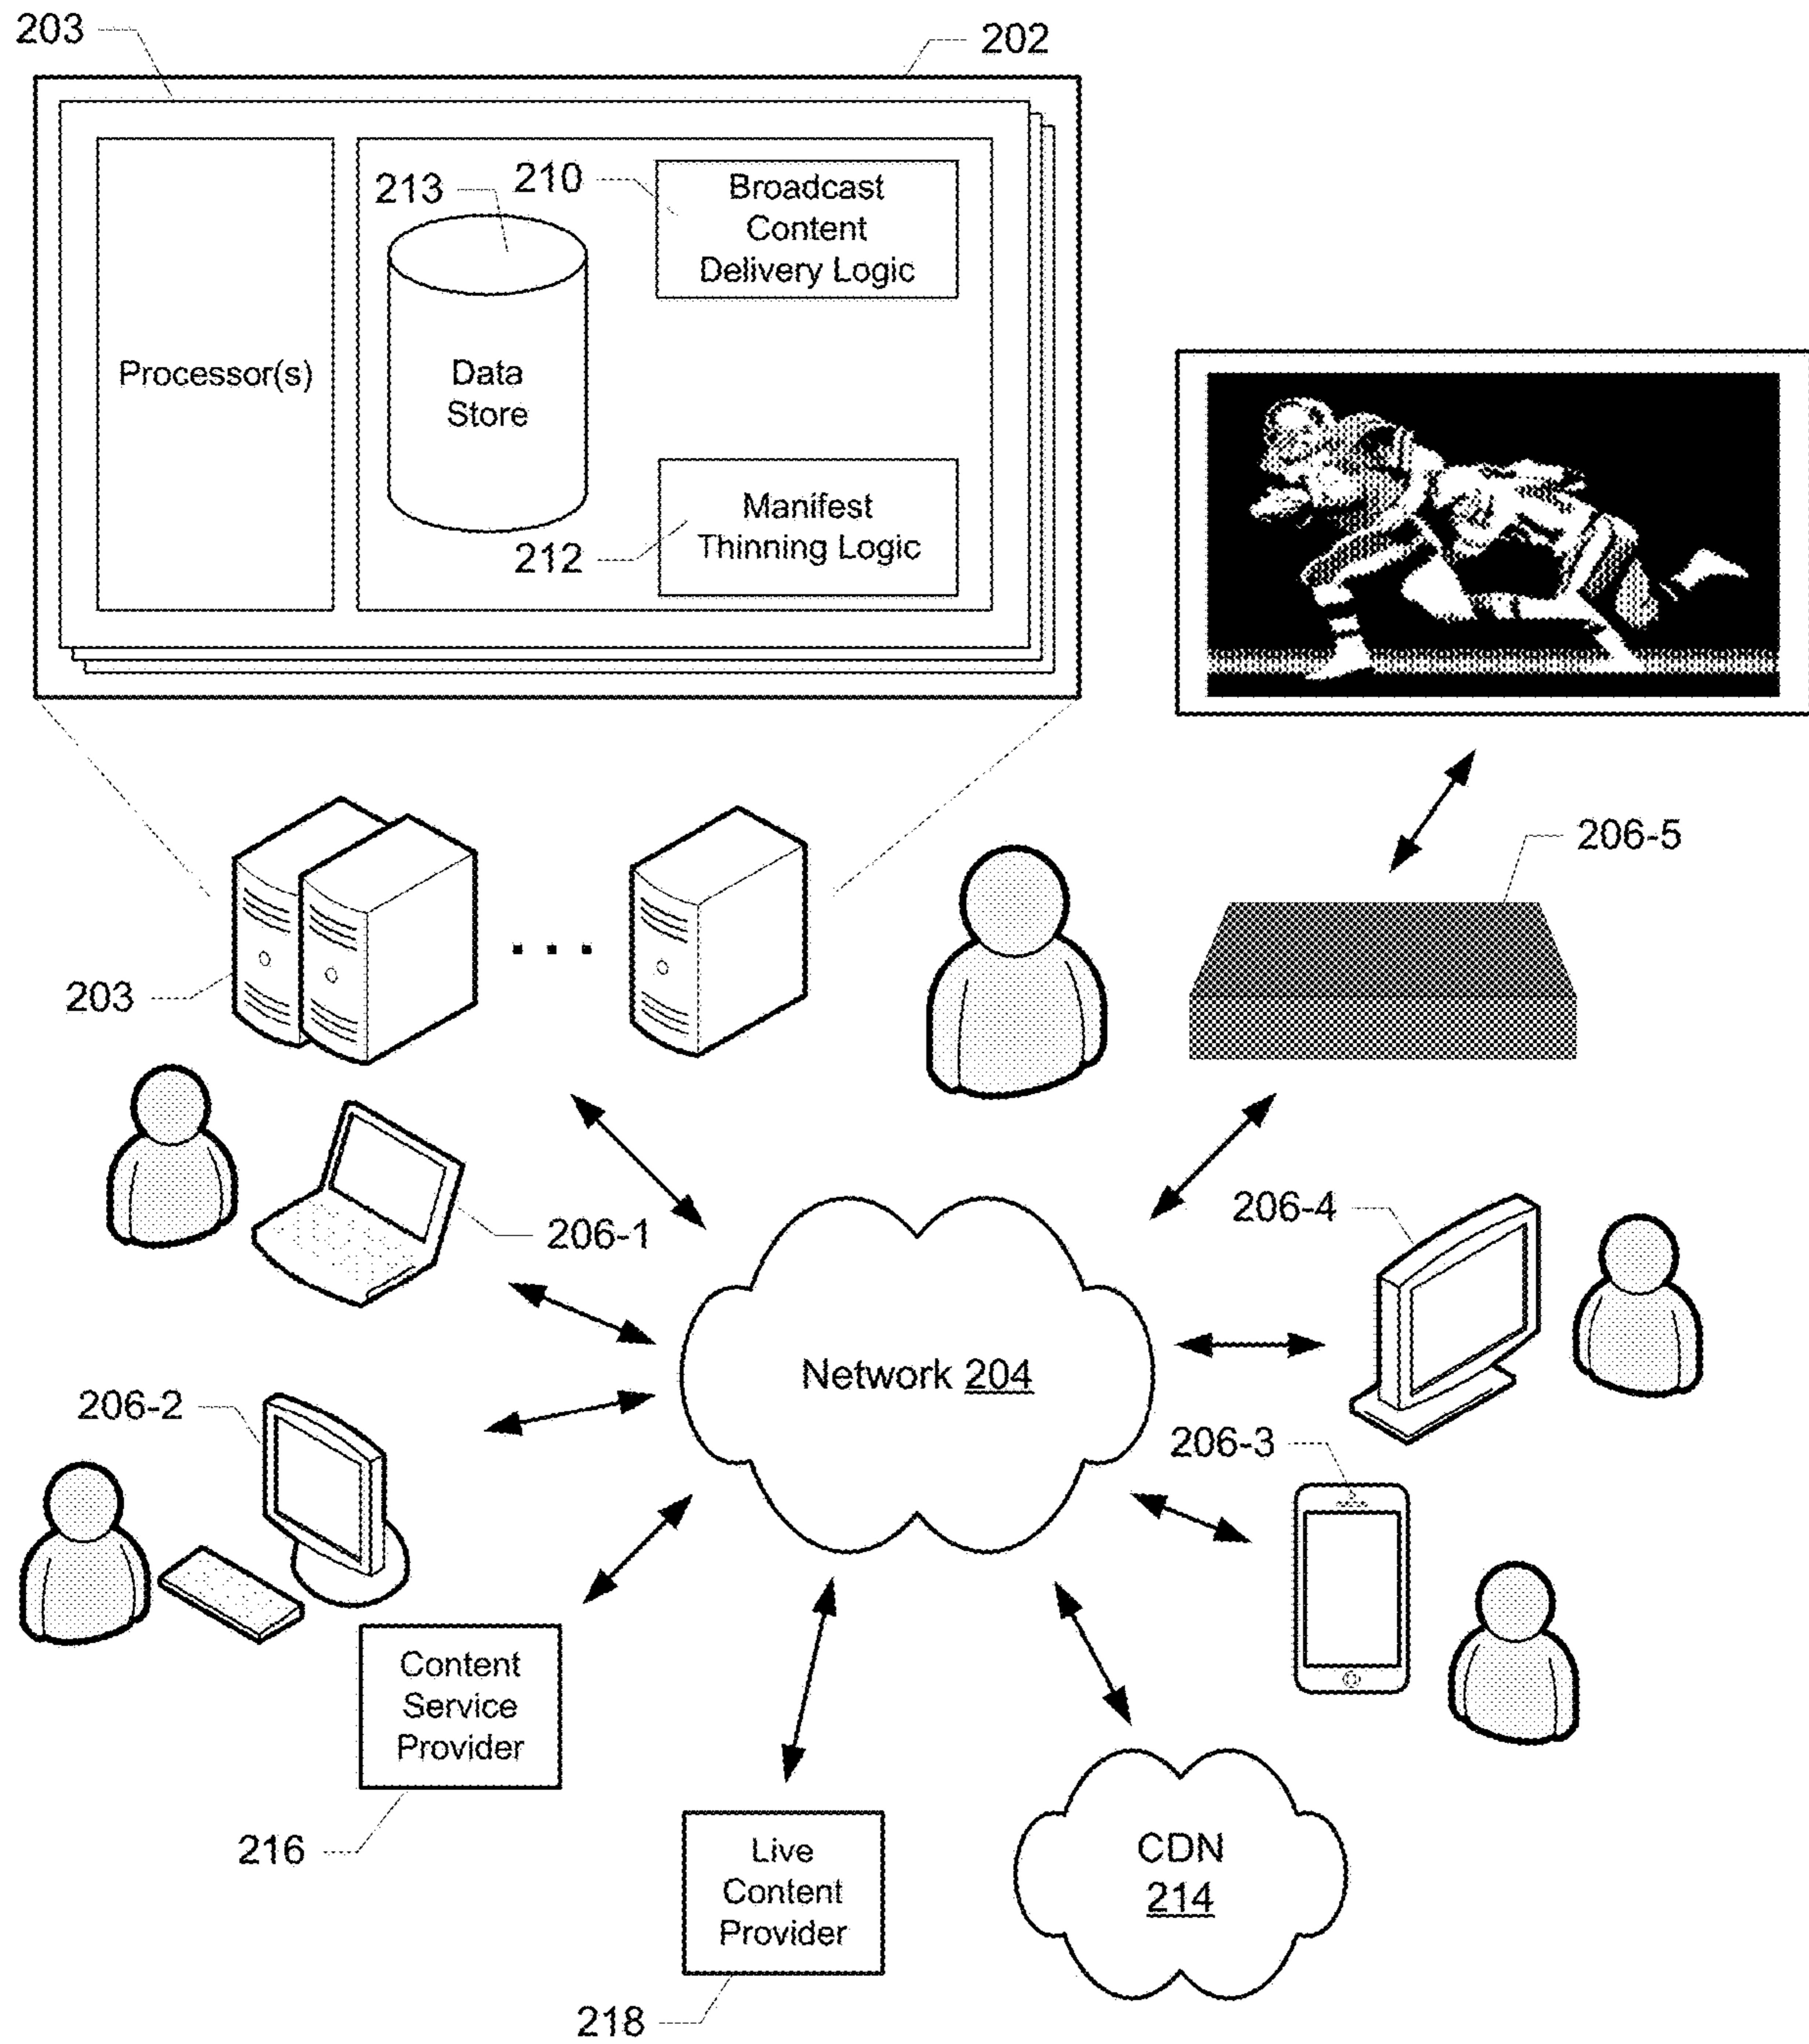 203
202
213
210
Broadcast
Content
Delivery Logic
Processor(s)
Data
Store
Manifest
Thinning Logic
212
206-5
203
206-1
206-4
Network 204
206-2
206-3
Content
Service
Provider
216
Live
Content
Provider
218
CDN
214